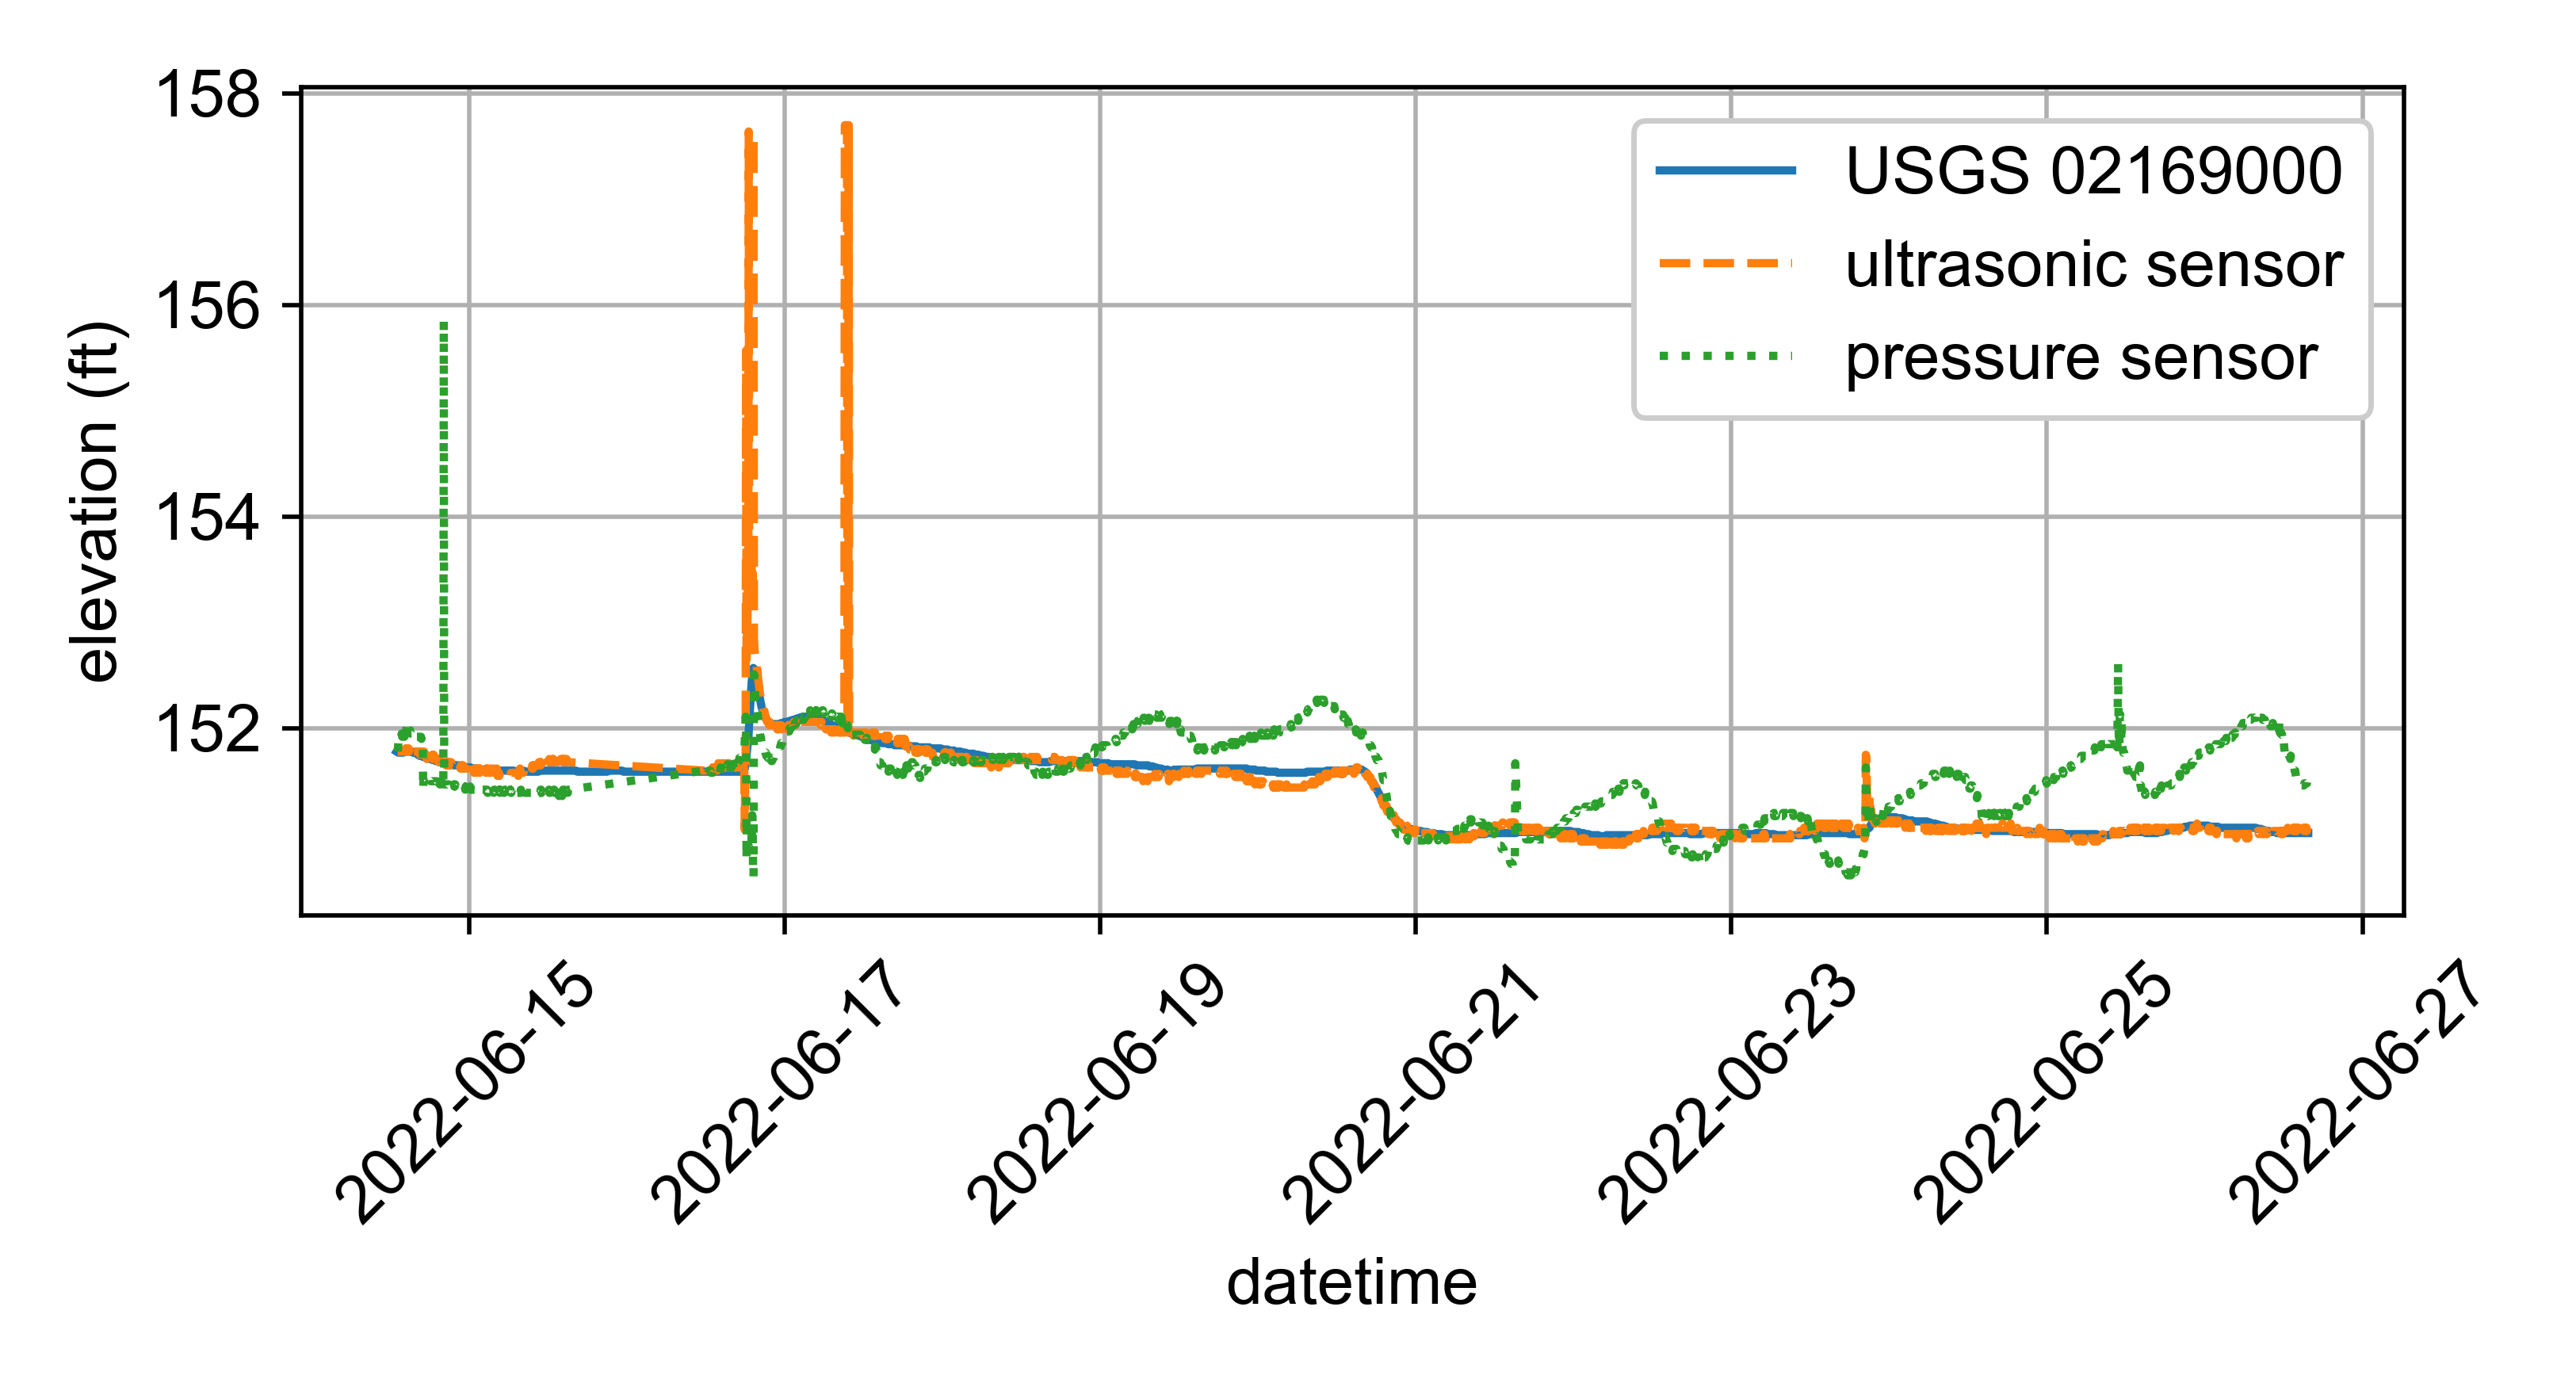 158
156
154
152
elevation (ft)
USGS 02169000
ultrasonic sensor
pressure sensor
2022-06-15
2022-06-17
2022-06-19
2022-06-21
2022-06-23
2022-06-25
2022-06-27
datetime